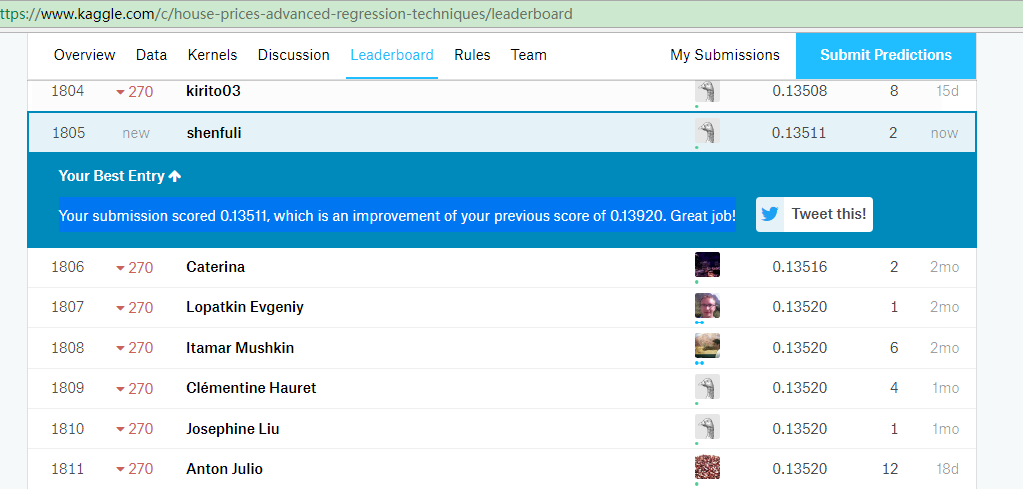 ttps://www.kaggle.com/c/house-prices-advanced-regression-techniques/leaderboard
Overview Data Kernels Discussion Leaderboard Rules Team My Submissions Submit Predictions
1804 270 kirito03 0.13508 8 15d
1805 new shenfuli 0.13511 2 now
Your Best Entry
Your submission scored 0.13511, which is an improvement of your previous score of 0.13920. Great job! Tweet this!
1806 270 Caterina 0.13516 2 2mo
1807 270 Lopatkin Evgeniy 0.13520 1 2mo
1808 270 Itamar Mushkin 0.13520 6 2mo
1809 270 Clémentine Hauret 0.13520 4 1mo
1810 270 Josephine Liu 0.13520 1 1mo
1811 270 Anton Julio 0.13520 12 18d